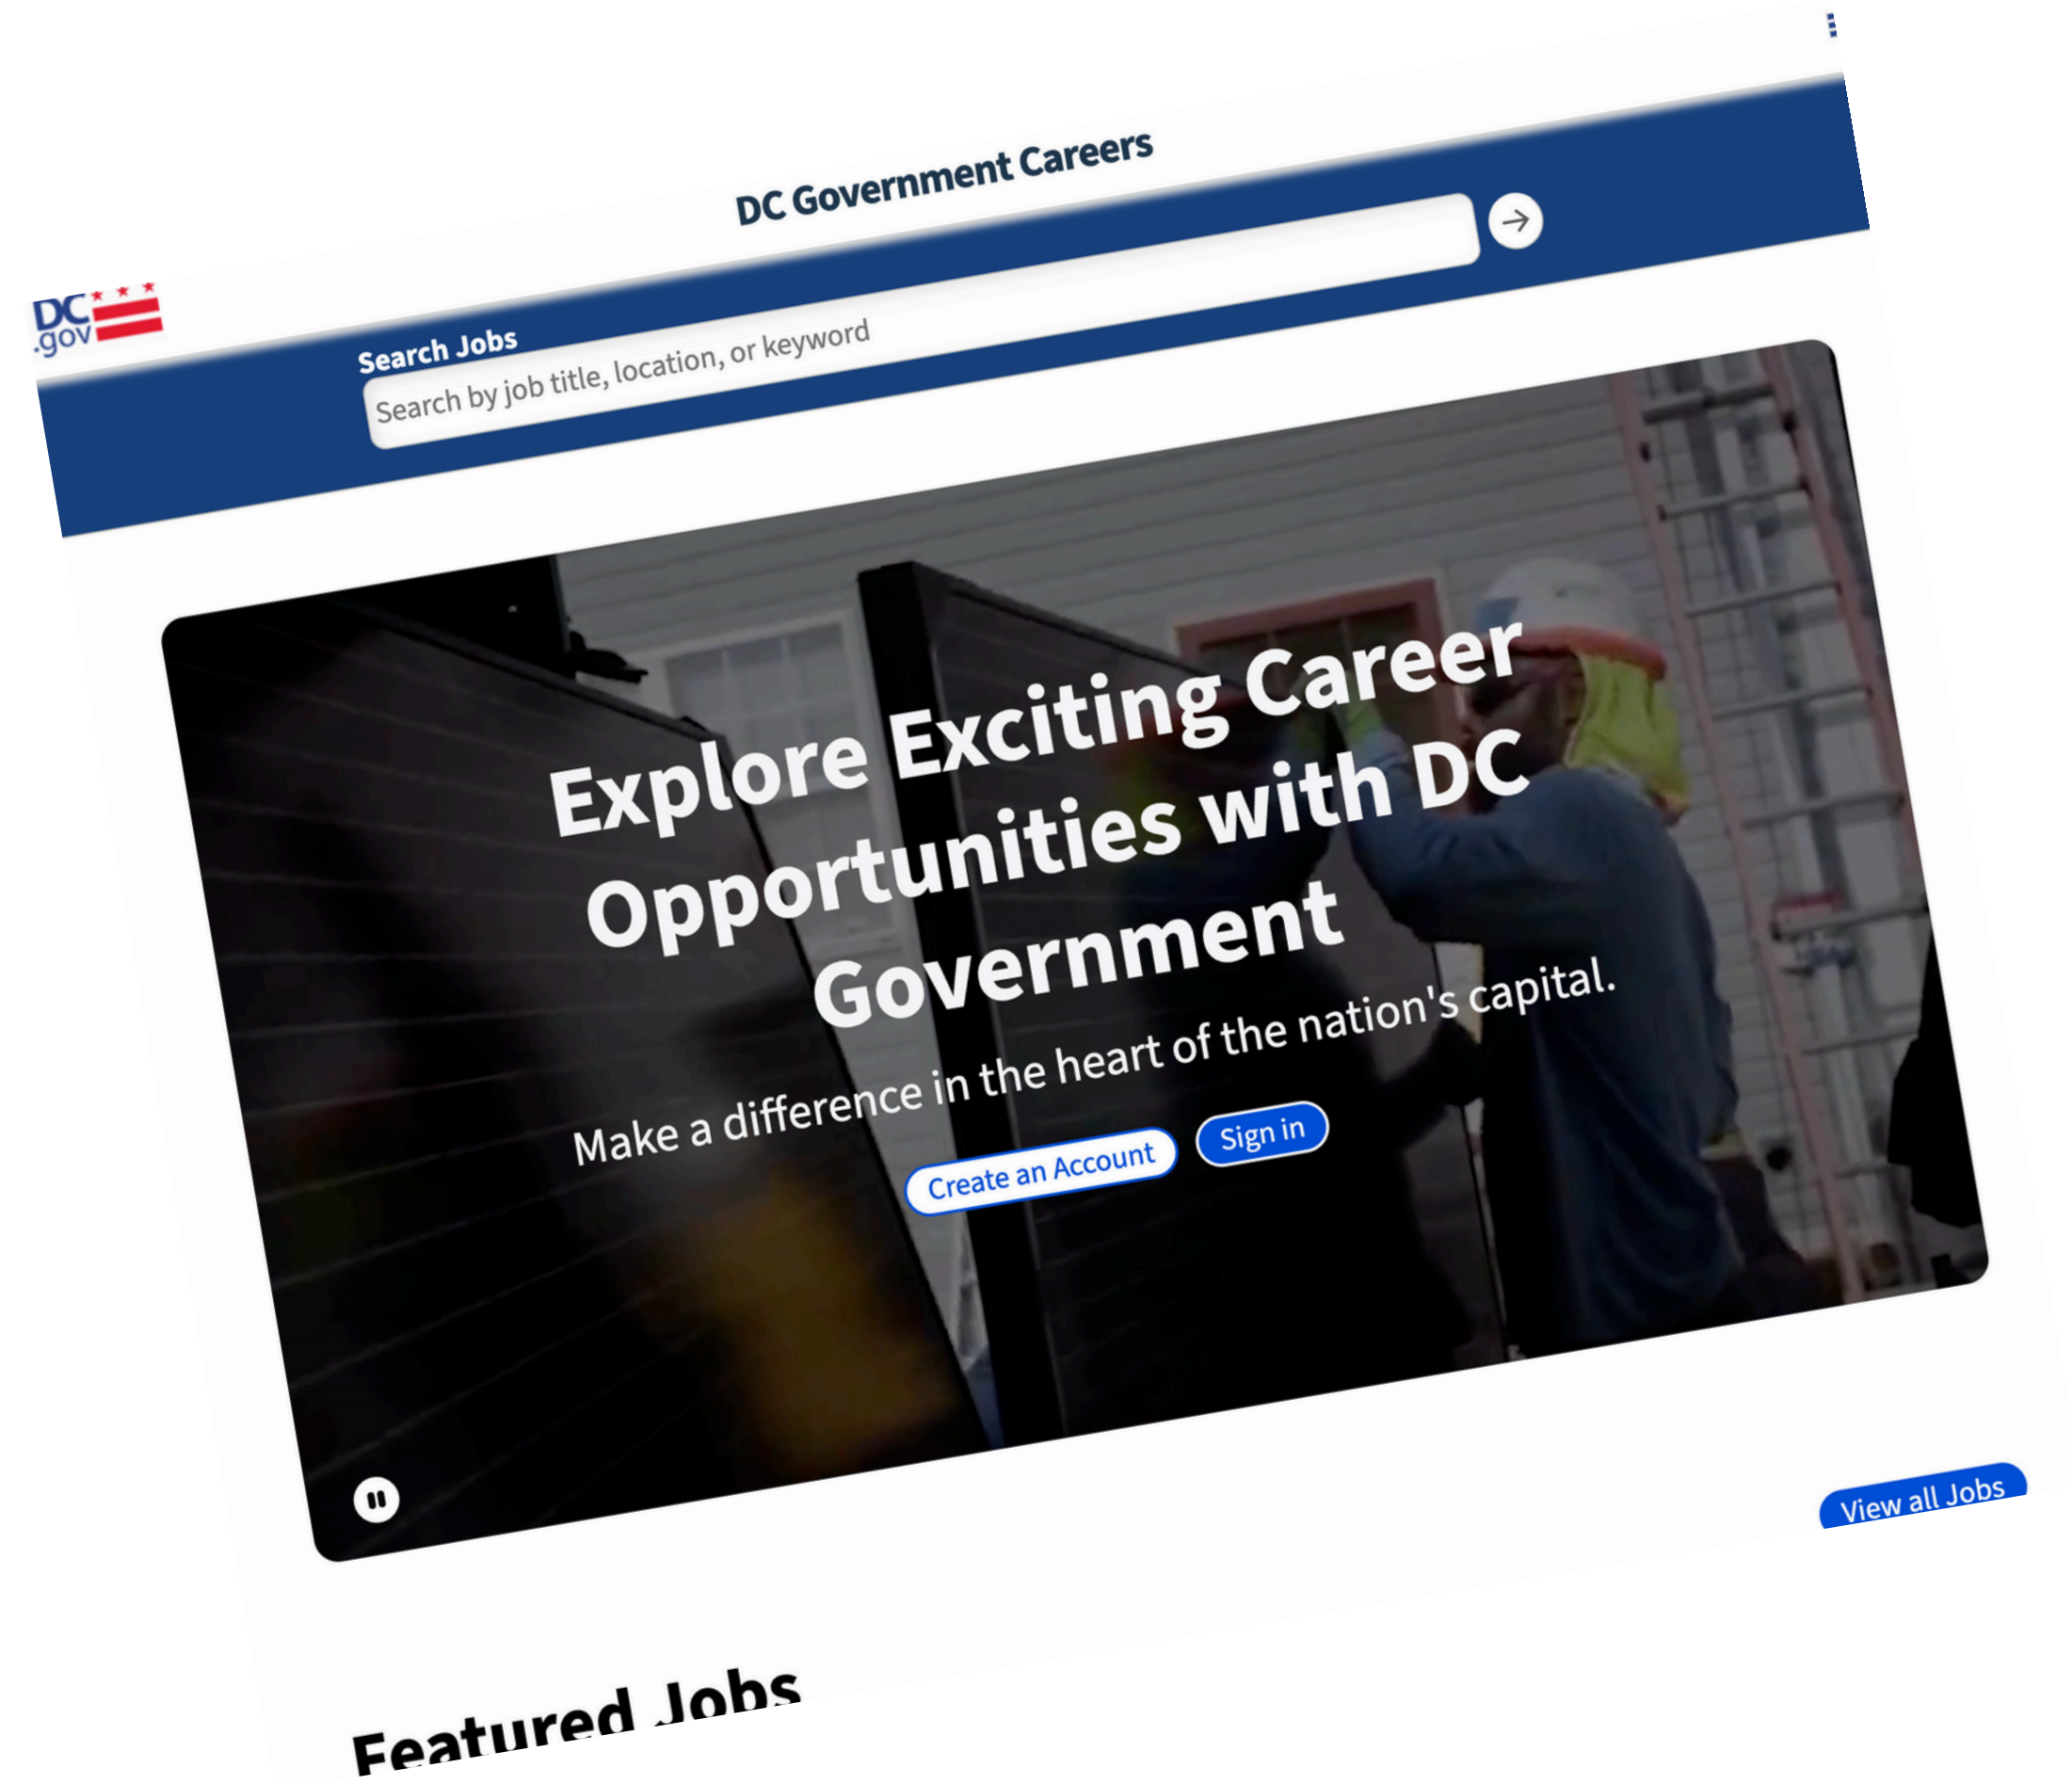 DC
.gov
DC Government Careers
Search Jobs
Search by job title, location, or keyword
Explore Exciting Career
Opportunities with DC
Government
Make a difference in the heart of the nation's capital.
Create an Account
Sign in
View all Jobs
Featured Jobs